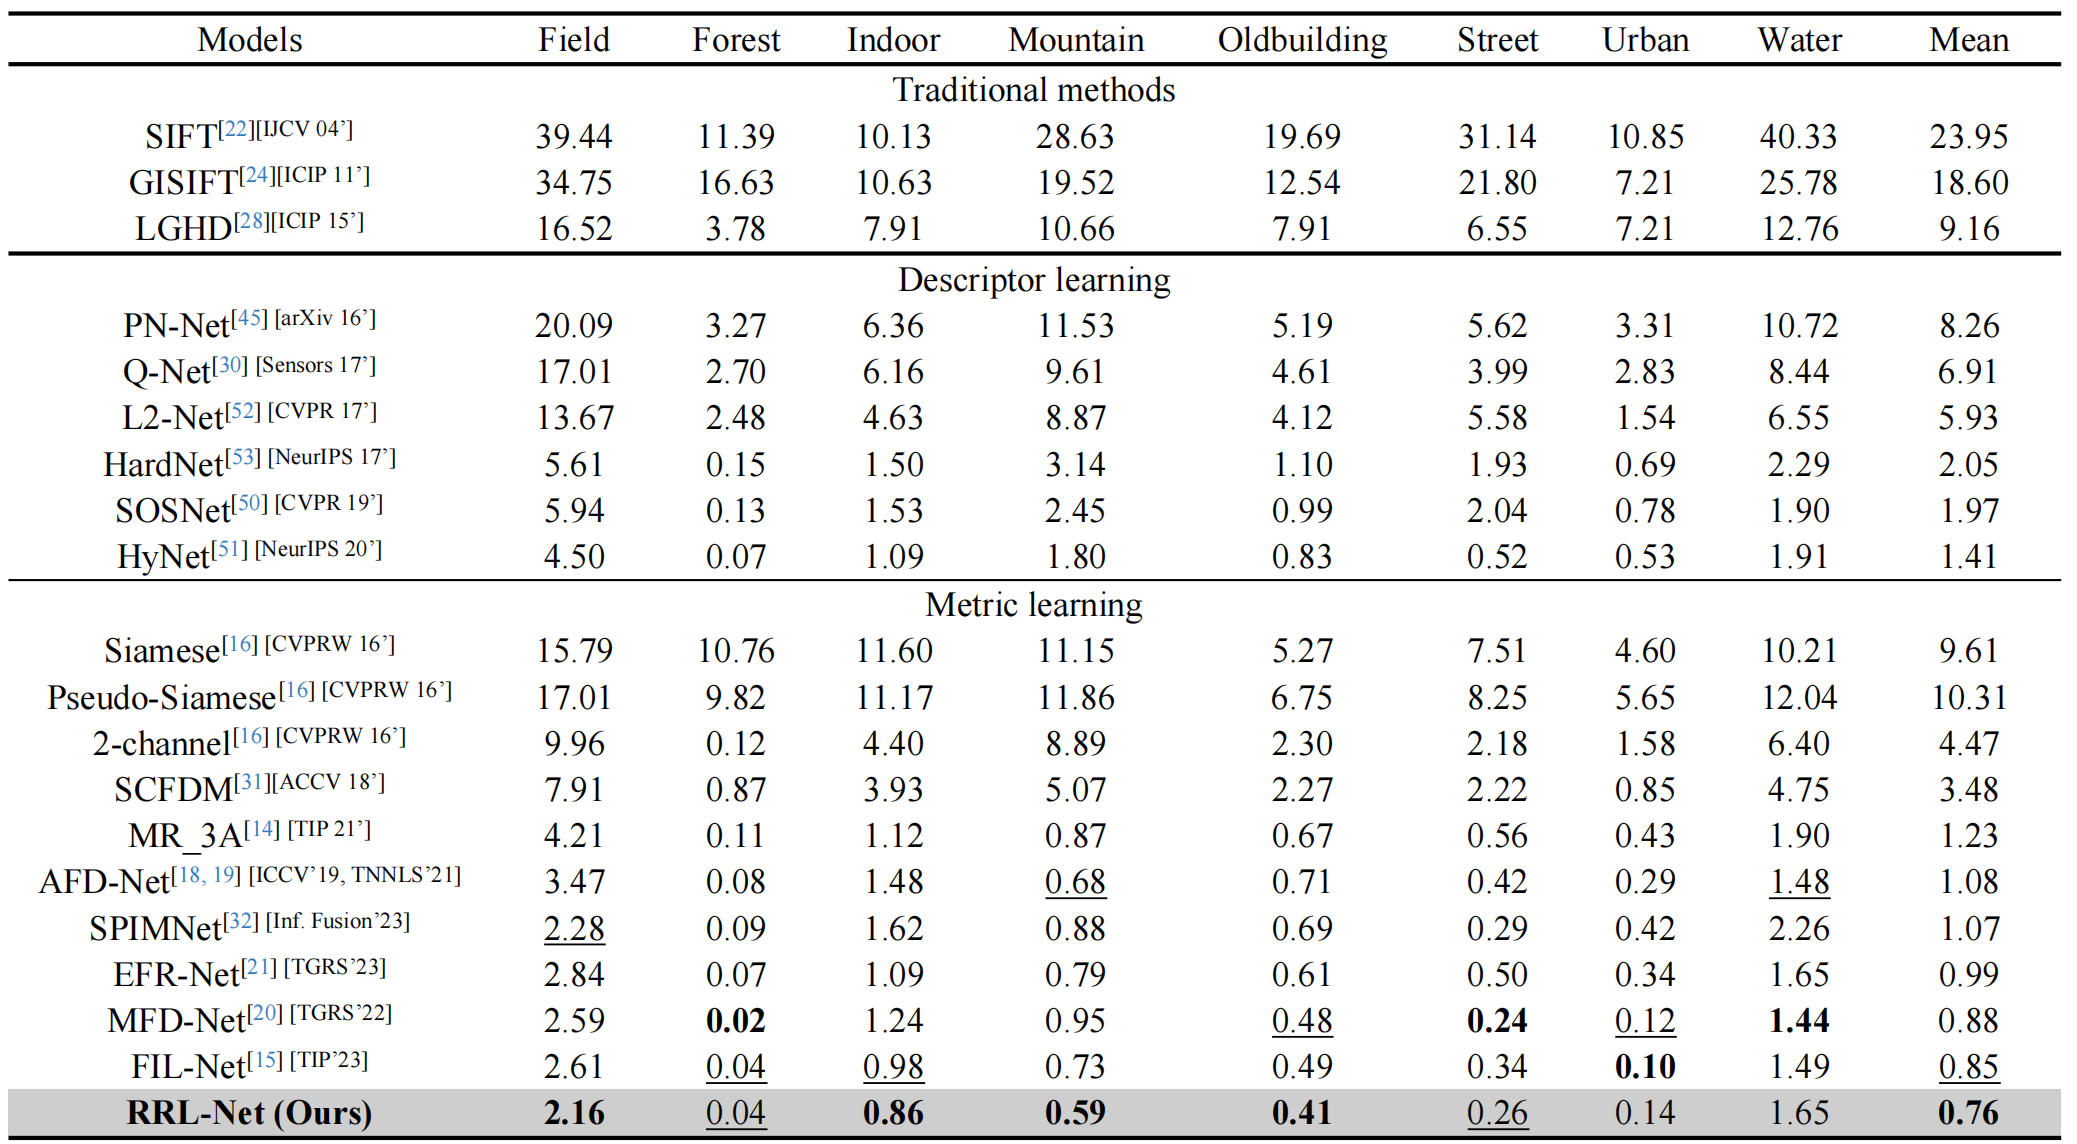 Models Field Forest Indoor Mountain Oldbuilding Street Urban Water Mean
Traditional methods
SIFT[22][IJCV 04’] 39.44 11.39 10.13 28.63 19.69 31.14 10.85 40.33 23.95
GISIFT[24][ICIP 11’] 34.75 16.63 10.63 19.52 12.54 21.80 7.21 25.78 18.60
LGHD[28][ICIP 15’] 16.52 3.78 7.91 10.66 7.91 6.55 7.21 12.76 9.16
Descriptor learning
PN-Net[45] [arXiv 16’] 20.09 3.27 6.36 11.53 5.19 5.62 3.31 10.72 8.26
Q-Net[30] [Sensors 17’] 17.01 2.70 6.16 9.61 4.61 3.99 2.83 8.44 6.91
L2-Net[52] [CVPR 17’] 13.67 2.48 4.63 8.87 4.12 5.58 1.54 6.55 5.93
HardNet[53] [NeurIPS 17’] 5.61 0.15 1.50 3.14 1.10 1.93 0.69 2.29 2.05
SOSNet[50] [CVPR 19’] 5.94 0.13 1.53 2.45 0.99 2.04 0.78 1.90 1.97
HyNet[51] [NeurIPS 20’] 4.50 0.07 1.09 1.80 0.83 0.52 0.53 1.91 1.41
Metric learning
Siamese[16] [CVPRW 16’] 15.79 10.76 11.60 11.15 5.27 7.51 4.60 10.21 9.61
Pseudo-Siamese[16] [CVPRW 16’] 17.01 9.82 11.17 11.86 6.75 8.25 5.65 12.04 10.31
2-channel[16] [CVPRW 16’] 9.96 0.12 4.40 8.89 2.30 2.18 1.58 6.40 4.47
SCFDM[31][ACCV 18’] 7.91 0.87 3.93 5.07 2.27 2.22 0.85 4.75 3.48
MR_3A[14] [TIP 21’] 4.21 0.11 1.12 0.87 0.67 0.56 0.43 1.90 1.23
AFD-Net[18, 19] [ICCV’19, TNNLS’21] 3.47 0.08 1.48 0.68 0.71 0.42 0.29 1.48 1.08
SPIMNet[32] [Inf. Fusion’23] 2.28 0.09 1.62 0.88 0.69 0.29 0.42 2.26 1.07
EFR-Net[21] [TGRS’23] 2.84 0.07 1.09 0.79 0.61 0.50 0.34 1.65 0.99
MFD-Net[20] [TGRS’22] 2.59 0.02 1.24 0.95 0.48 0.24 0.12 1.44 0.88
FIL-Net[15] [TIP’23] 2.61 0.04 0.98 0.73 0.49 0.34 0.10 1.49 0.85
RRL-Net (Ours) 2.16 0.04 0.86 0.59 0.41 0.26 0.14 1.65 0.76